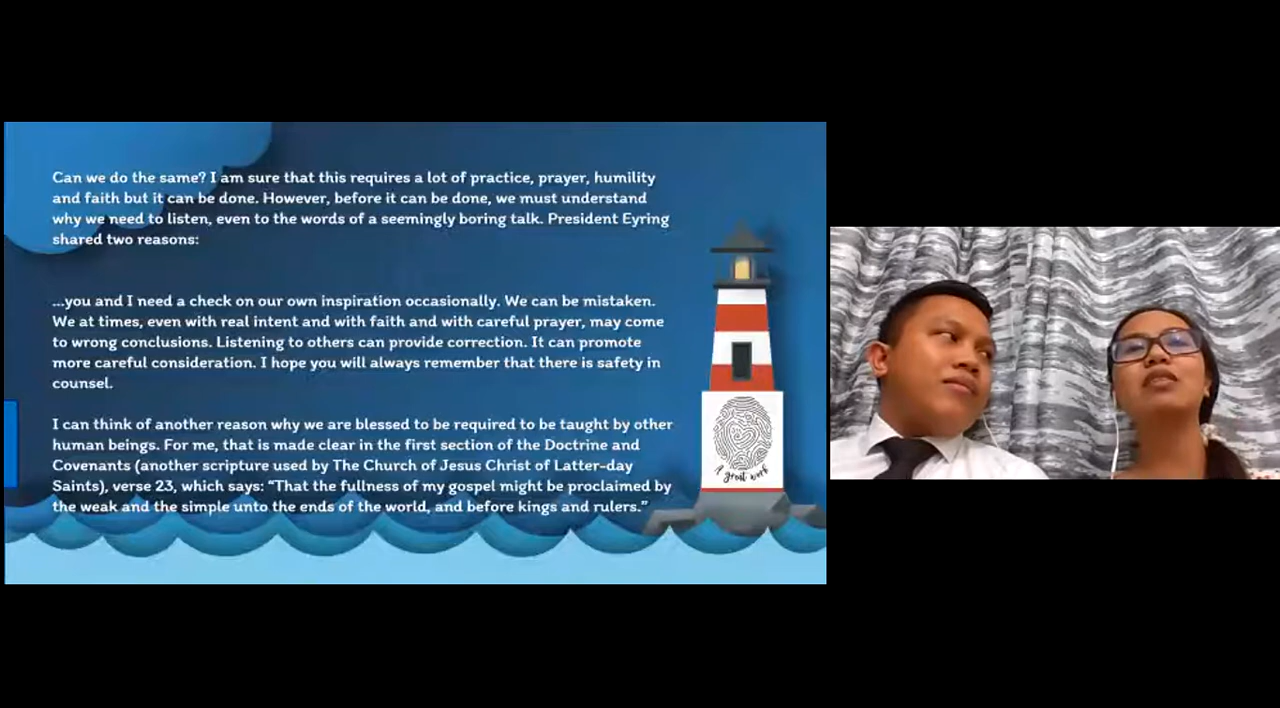 Can we do the same? I am sure that this requires a lot of practice, prayer, humility
and faith but it can be done. However, before it can be done, we must understand
why we need to listen, even to the words of a seemingly boring talk. President Eyring
shared two reasons:
...you and I need a check on our own inspiration occasionally. We can be mistaken.
We at times, even with real intent and with faith and with careful prayer, may come
to wrong conclusions. Listening to others can provide correction. It can promote
more careful consideration. I hope you will always remember that there is safety in
counsel.
I can think of another reason why we are blessed to be required to be taught by other
human beings. For me, that is made clear in the first section of the Doctrine and
Covenants (another scripture used by The Church of Jesus Christ of Latter-day
Saints), verse 23, which says: “That the fullness of my gospel might be proclaimed by
the weak and the simple unto the ends of the world, and before kings and rulers.”
A great work